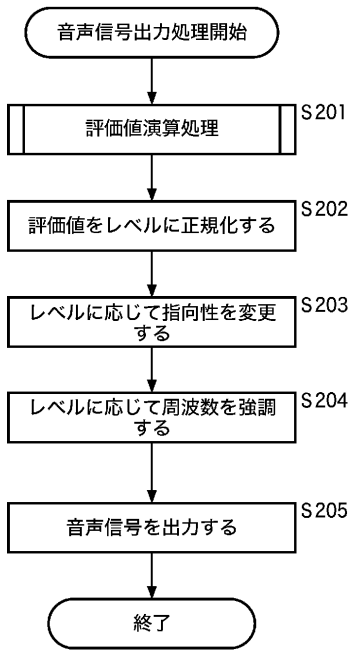 音声信号出力処理開始
S201
評価値演算処理
S202
評価値をレベルに正規化する
S203
レベルに応じて指向性を変更
する
S204
レベルに応じて周波数を強調
する
S205
音声信号を出力する
終了